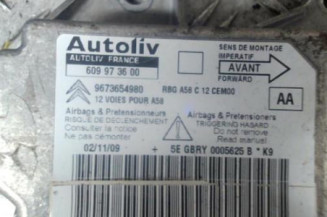 Autoliv
AUTOLIV FRANCE
609 97 36 00
SENS DE MONTAGE
IMPERATIF
AVANT
FORWARD
9673654980 RBG A58 C 12 CEM00
12 VOIES POUR A58
AA
Airbags & Pretensionneurs
RISQUE DE DECLENCHEMENT
Consulter la notice
Ne pas démonter
Airbags & Pretensioners
TRIGGERING HAZARD
Do not remove
Read manual
02/11/09 + 5E GBRY 0005625 B * K9